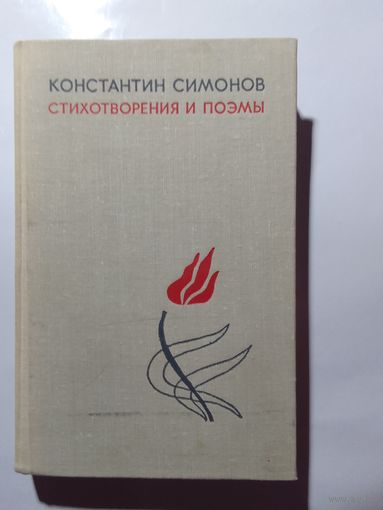 КОНСТАНТИН СИМОНОВ
СТИХОТВОРЕНИЯ И ПОЭМЫ